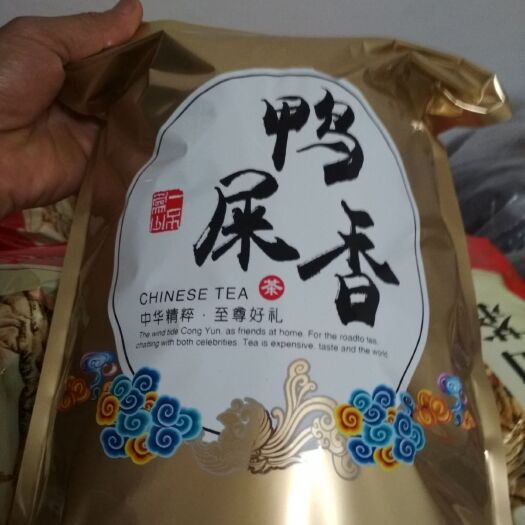 鸭屎香
CHINESE TEA 茶
中华精粹·至尊好礼
The wind tide Cong Yun, as friends at home. For the roadto tea,
chatting with both celebrities. Tea is expensive, taste and the world.